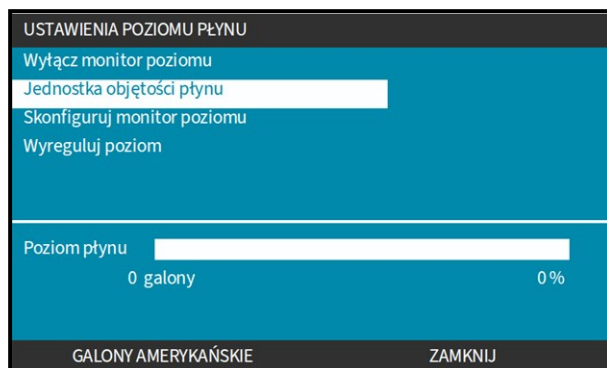 USTAWIENIA POZIOMU PŁYNU
Wyłącz monitor poziomu
Jednostka objętości płynu
Skonfiguruj monitor poziomu
Wyreguluj poziom
Poziom płynu
0 galony 0 %
GALONY AMERYKAŃSKIE ZAMKNIJ